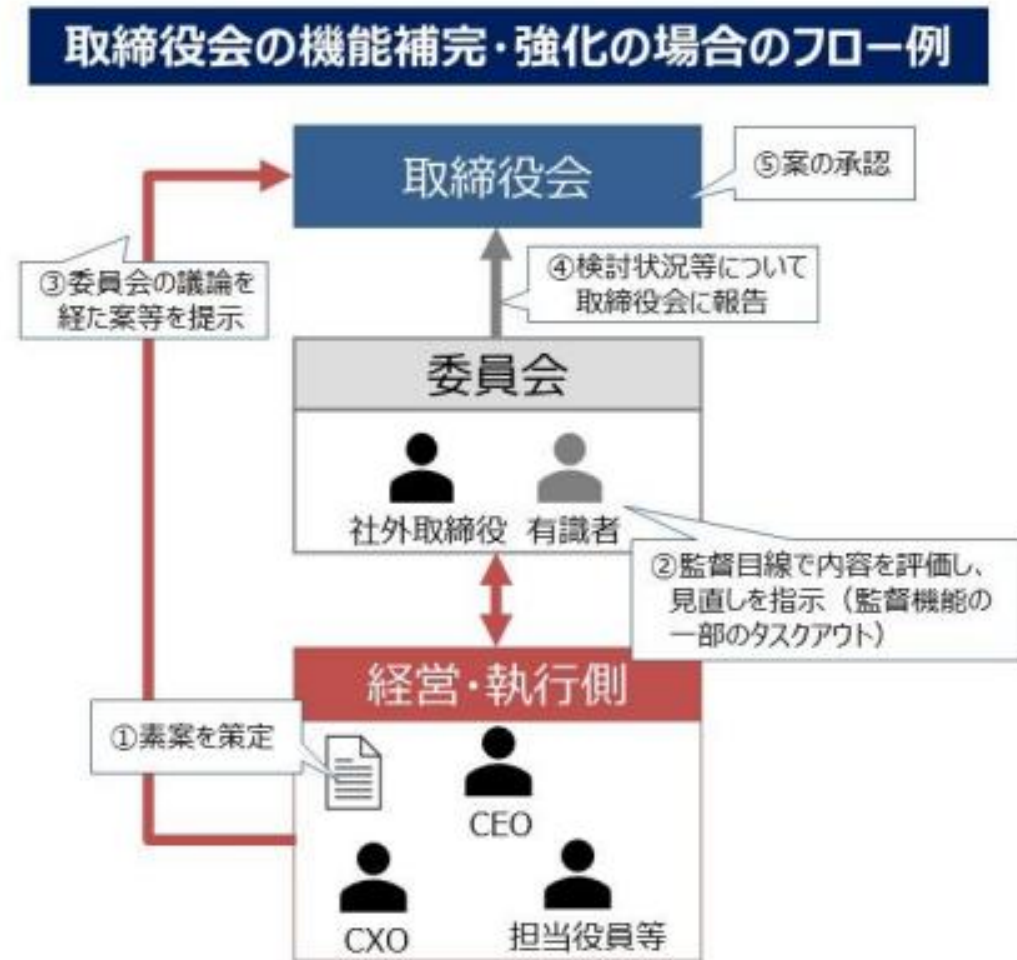 取締役会の機能補完・強化の場合のフロー例
取締役会
⑤案の承認
③委員会の議論を
経た案等を提示
④検討状況等について
取締役会に報告
委員会
社外取締役 有識者
②監督目線で内容を評価し、
見直しを指示（監督機能の
一部のタスクアウト）
経営・執行側
①素案を策定
CEO
CXO
担当役員等